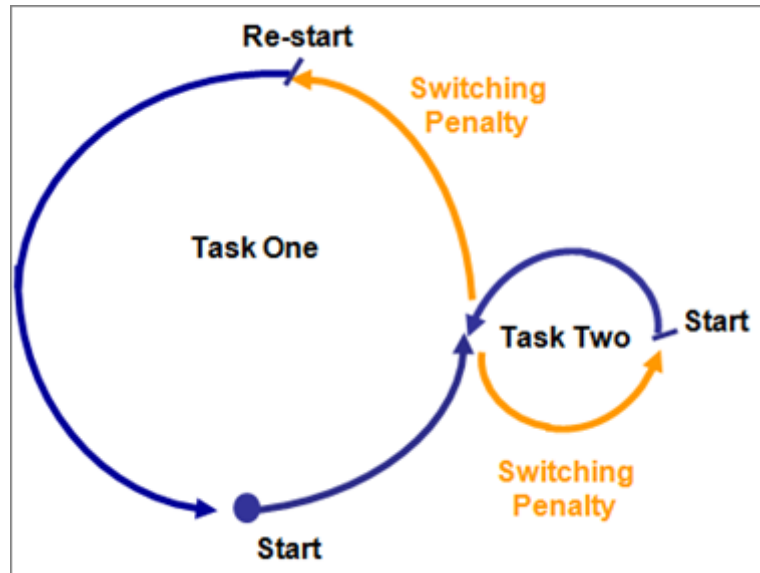 Re-start
Switching
Penalty
Task One
Start
Task Two
Switching
Penalty
Start